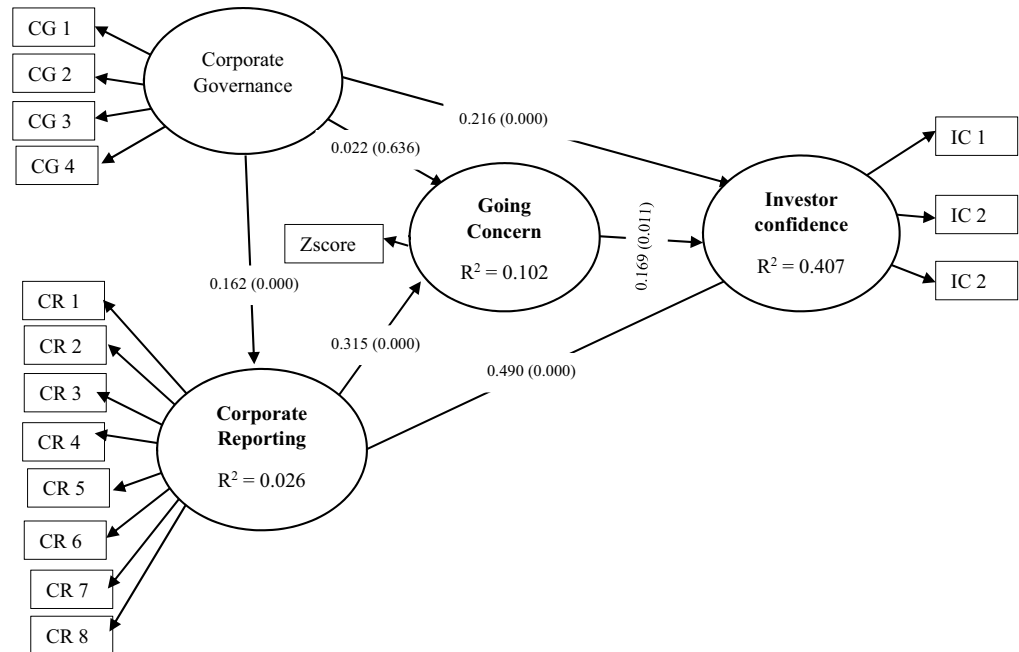 CG 1
CG 2
CG 3
CG 4
Corporate
Governance
0.216 (0.000)
0.022 (0.636)
IC 1
IC 2
IC 2
Investor
confidence
R² = 0.407
Going
Concern
R² = 0.102
Zscore
0.169 (0.011)
0.162 (0.000)
0.315 (0.000)
0.490 (0.000)
CR 1
CR 2
CR 3
CR 4
CR 5
CR 6
CR 7
CR 8
Corporate
Reporting
R² = 0.026